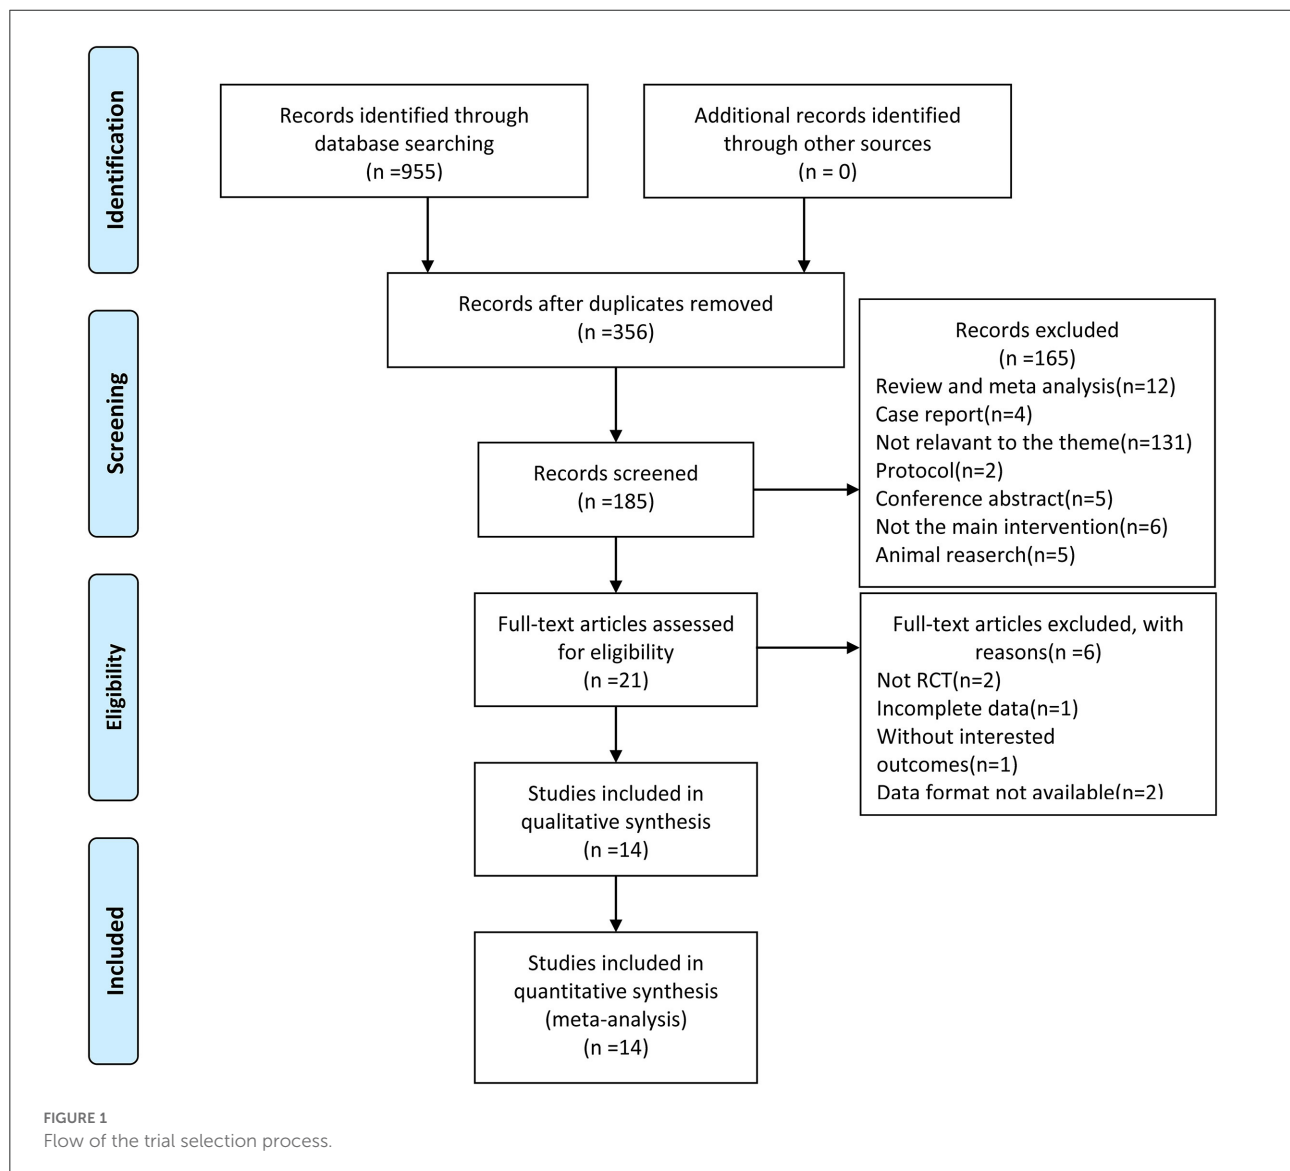 Identification
Records identified through
database searching
(n =955)
Additional records identified
through other sources
(n = 0)
Records after duplicates removed
(n =356)
Screening
Records excluded
(n =165)
Review and meta analysis(n=12)
Case report(n=4)
Not relavant to the theme(n=131)
Protocol(n=2)
Conference abstract(n=5)
Not the main intervention(n=6)
Animal reaserch(n=5)
Records screened
(n =185)
Eligibility
Full-text articles assessed
for eligibility
(n =21)
Full-text articles excluded, with
reasons(n =6)
Not RCT(n=2)
Incomplete data(n=1)
Without interested
outcomes(n=1)
Data format not available(n=2)
Studies included in
qualitative synthesis
(n =14)
Included
Studies included in
quantitative synthesis
(meta-analysis)
(n =14)
FIGURE 1
Flow of the trial selection process.